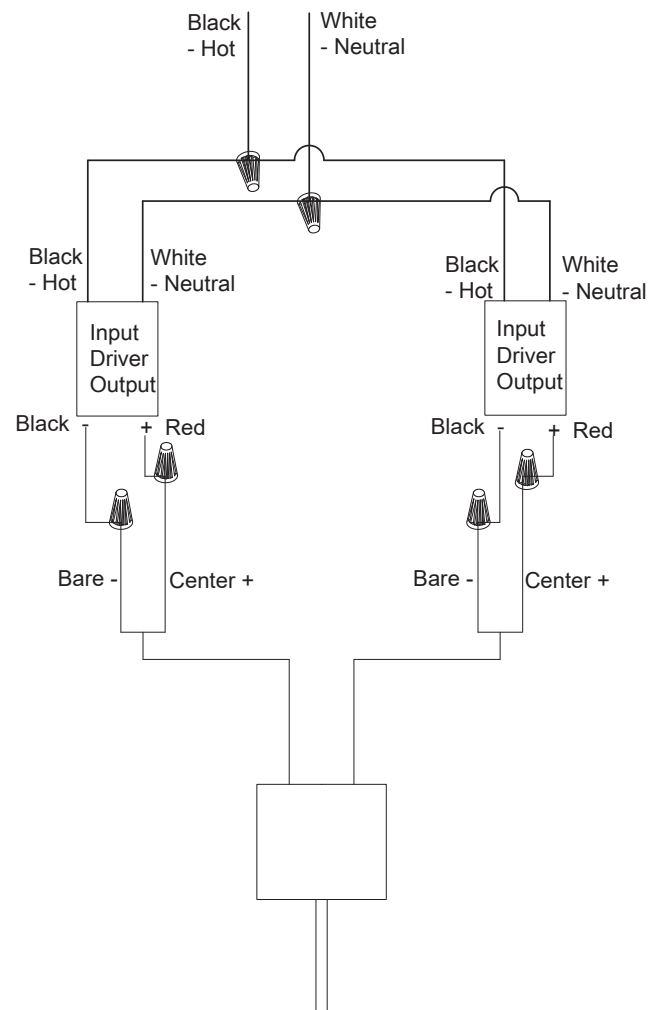 Black
- Hot
White
- Neutral
Black
- Hot
White
- Neutral
Black
- Hot
White
- Neutral
Input
Driver
Output
Input
Driver
Output
Black -
+ Red
Black -
+ Red
Bare -
Center +
Bare -
Center +